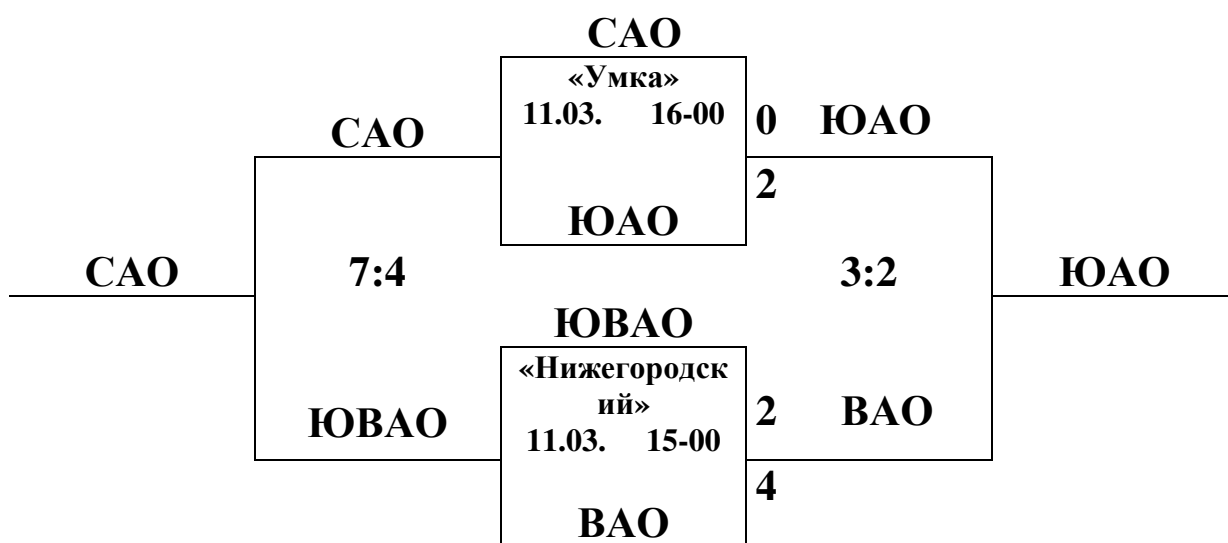 САО
«Умка»
11.03. 16-00
0 ЮАО
САО
2
ЮАО
САО
7:4
3:2
ЮАО
ЮВАО
«Нижегородск
ий»
2 ВАО
ЮВАО
11.03. 15-00
4
ВАО